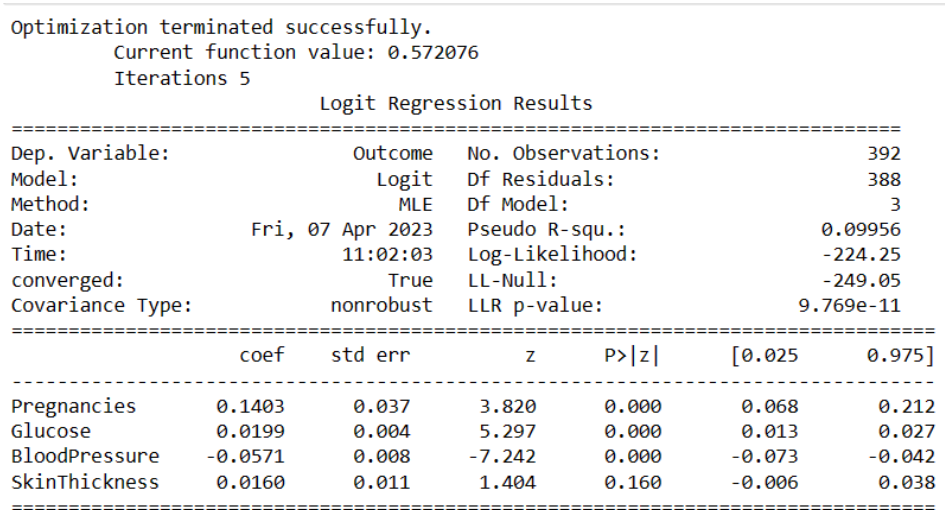 Optimization terminated successfully.
Current function value: 0.572076
Iterations 5
Logit Regression Results
==============================================================================
Dep. Variable: Outcome No. Observations: 392
Model: Logit Df Residuals: 388
Method: MLE Df Model: 3
Date: Fri, 07 Apr 2023 Pseudo R-squ.: 0.09956
Time: 11:02:03 Log-Likelihood: -224.25
converged: True LL-Null: -249.05
Covariance Type: nonrobust LLR p-value: 9.769e-11
=================================================================================
coef std err z P>|z| [0.025 0.975]
---------------------------------------------------------------------------------
Pregnancies 0.1403 0.037 3.820 0.000 0.068 0.212
Glucose 0.0199 0.004 5.297 0.000 0.013 0.027
BloodPressure -0.0571 0.008 -7.242 0.000 -0.073 -0.042
SkinThickness 0.0160 0.011 1.404 0.160 -0.006 0.038
=================================================================================